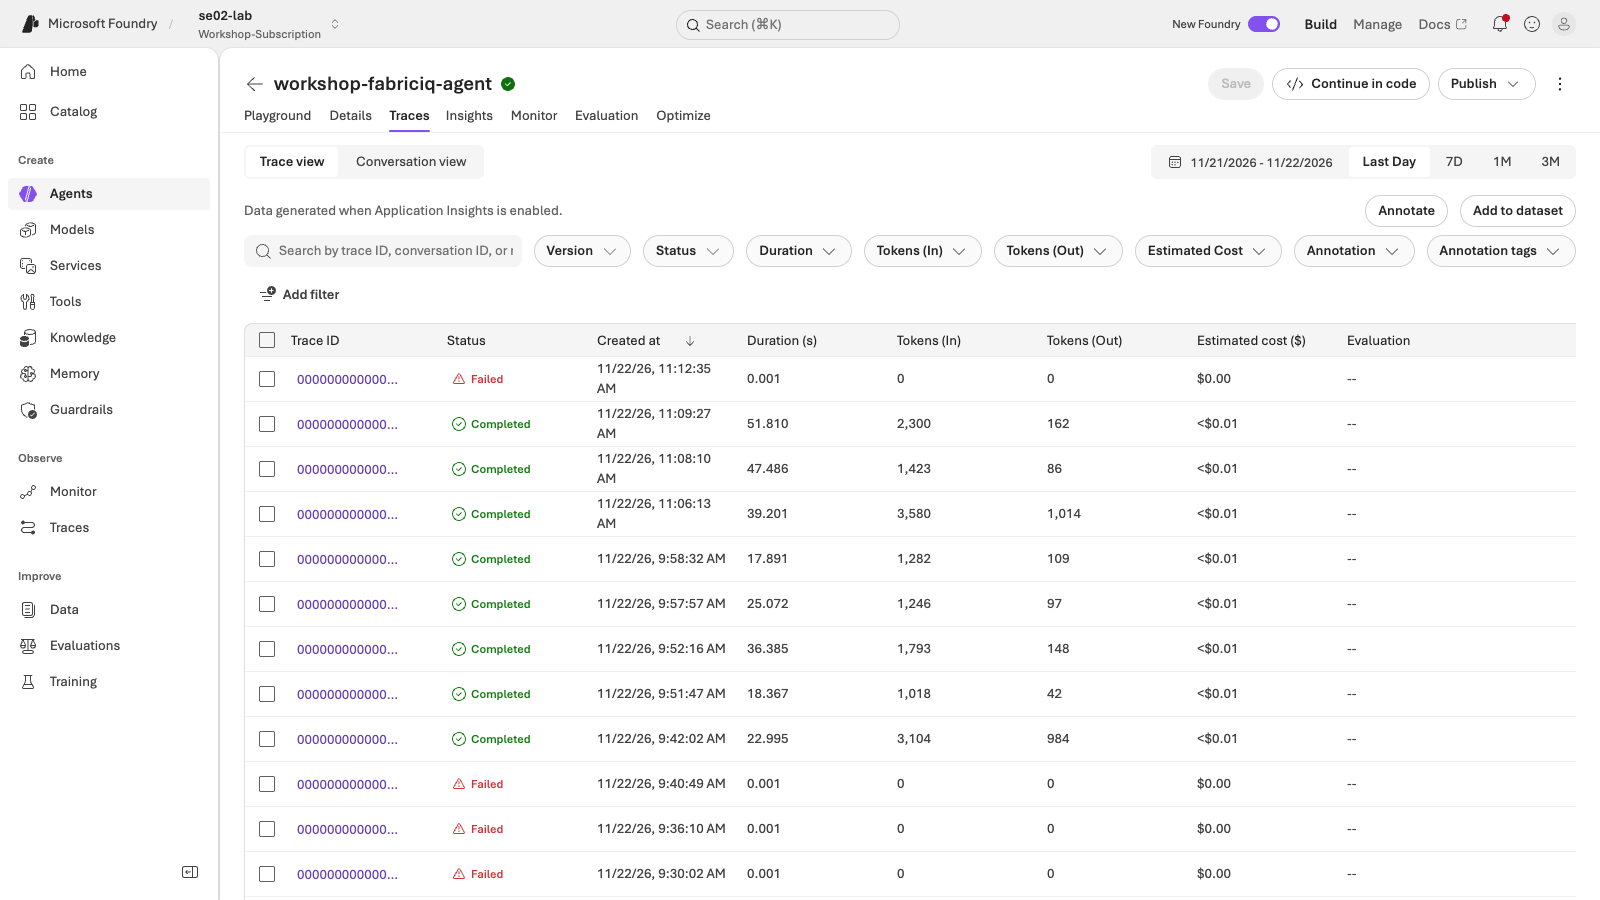 Microsoft Foundry / se02-lab
Workshop-Subscription
Search (⌘K)
New Foundry
Build
Manage
Docs
Home
Catalog
Create
Agents
Models
Services
Tools
Knowledge
Memory
Guardrails
Observe
Monitor
Traces
Improve
Data
Evaluations
Training
workshop-fabriciq-agent
Save
Continue in code
Publish
Playground Details Traces Insights Monitor Evaluation Optimize
Trace view Conversation view
11/21/2026 - 11/22/2026 Last Day 7D 1M 3M
Data generated when Application Insights is enabled.
Annotate Add to dataset
Search by trace ID, conversation ID, or r
Version Status Duration Tokens (In) Tokens (Out) Estimated Cost Annotation Annotation tags
Add filter
Trace ID Status Created at Duration (s) Tokens (In) Tokens (Out) Estimated cost ($) Evaluation
000000000000... Failed 11/22/26, 11:12:35 AM 0.001 0 0 $0.00 --
000000000000... Completed 11/22/26, 11:09:27 AM 51.810 2,300 162 <$0.01 --
000000000000... Completed 11/22/26, 11:08:10 AM 47.486 1,423 86 <$0.01 --
000000000000... Completed 11/22/26, 11:06:13 AM 39.201 3,580 1,014 <$0.01 --
000000000000... Completed 11/22/26, 9:58:32 AM 17.891 1,282 109 <$0.01 --
000000000000... Completed 11/22/26, 9:57:57 AM 25.072 1,246 97 <$0.01 --
000000000000... Completed 11/22/26, 9:52:16 AM 36.385 1,793 148 <$0.01 --
000000000000... Completed 11/22/26, 9:51:47 AM 18.367 1,018 42 <$0.01 --
000000000000... Completed 11/22/26, 9:42:02 AM 22.995 3,104 984 <$0.01 --
000000000000... Failed 11/22/26, 9:40:49 AM 0.001 0 0 $0.00 --
000000000000... Failed 11/22/26, 9:36:10 AM 0.001 0 0 $0.00 --
000000000000... Failed 11/22/26, 9:30:02 AM 0.001 0 0 $0.00 --